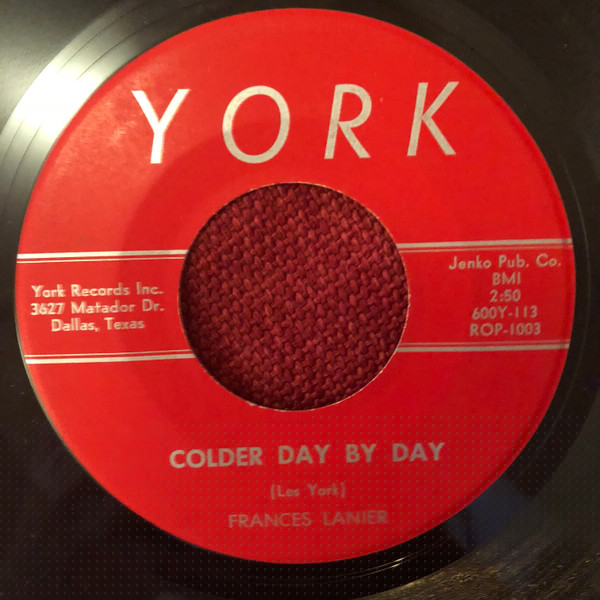 YORK
York Records Inc.
3627 Matador Dr.
Dallas, Texas
Jenko Pub. Co.
BMI
2:50
600Y-113
ROP-1003
COLDER DAY BY DAY
(Les York)
FRANCES LANIER